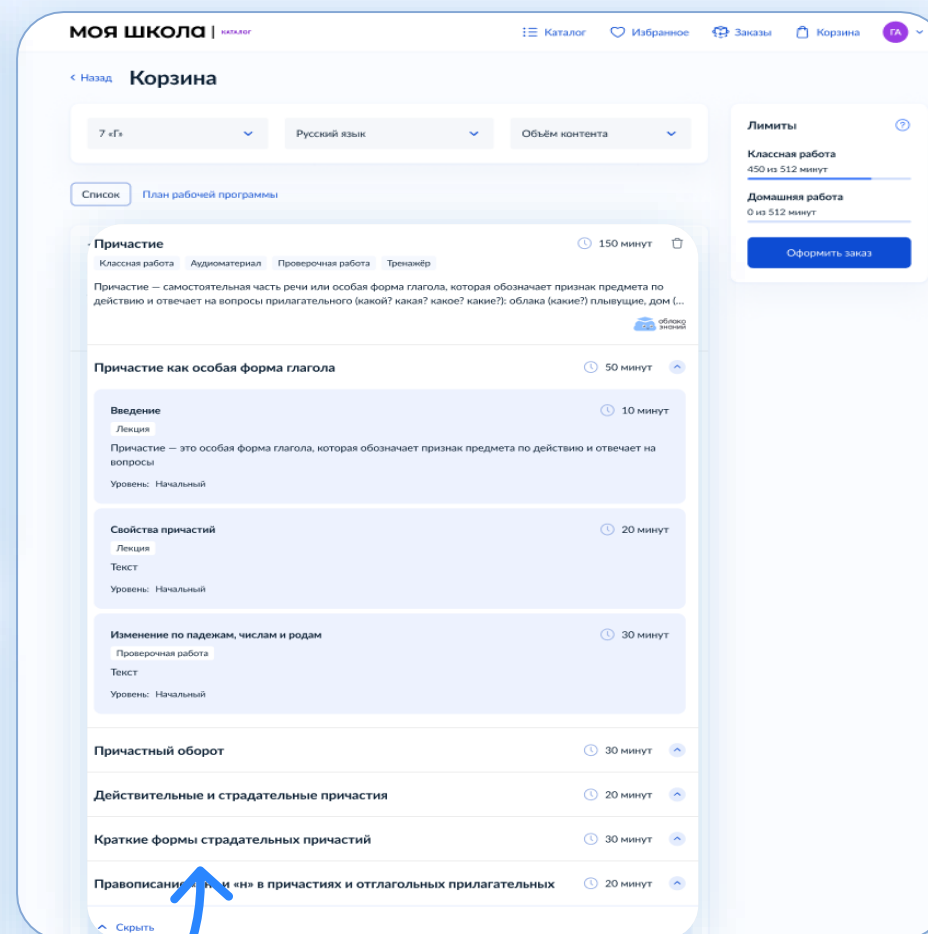 МОЯ ШКОЛА | КАТАЛОГ
Каталог
Избранное
Заказы
Корзина
ГА
Назад
Корзина
7 «Г»
Русский язык
Объём контента
Список
План рабочей программы
Причастие
150 минут
Классная работа
Аудиоматериал
Проверочная работа
Тренажёр
Причастие — самостоятельная часть речи или особая форма глагола, которая обозначает признак предмета по
действию и отвечает на вопросы прилагательного (какой? какая? какое? какие?): облака (какие?) плывущие, дом (...
облако
знаний
Причастие как особая форма глагола
50 минут
Введение
10 минут
Лекция
Причастие — это особая форма глагола, которая обозначает признак предмета по действию и отвечает на
вопросы
Уровень: Начальный
Свойства причастий
20 минут
Лекция
Текст
Уровень: Начальный
Изменение по падежам, числам и родам
30 минут
Проверочная работа
Текст
Уровень: Начальный
Причастный оборот
30 минут
Действительные и страдательные причастия
20 минут
Краткие формы страдательных причастий
30 минут
Правописание и «н» в причастиях и отглагольных прилагательных
20 минут
Скрыть
Лимиты
?
Классная работа
450 из 512 минут
Домашняя работа
0 из 512 минут
Оформить заказ